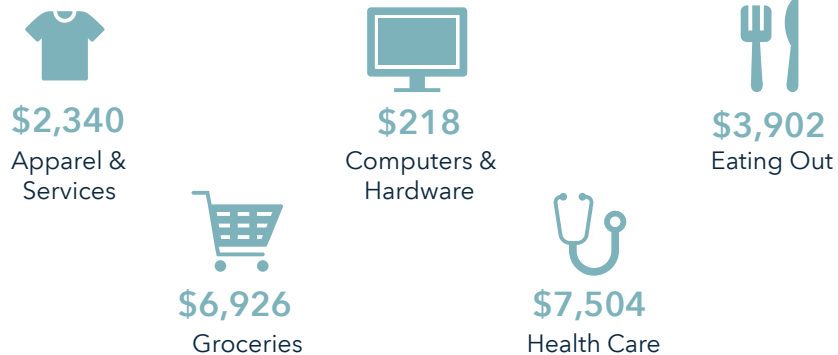 $2,340
Apparel &
Services
$218
Computers &
Hardware
$3,902
Eating Out
$6,926
Groceries
$7,504
Health Care